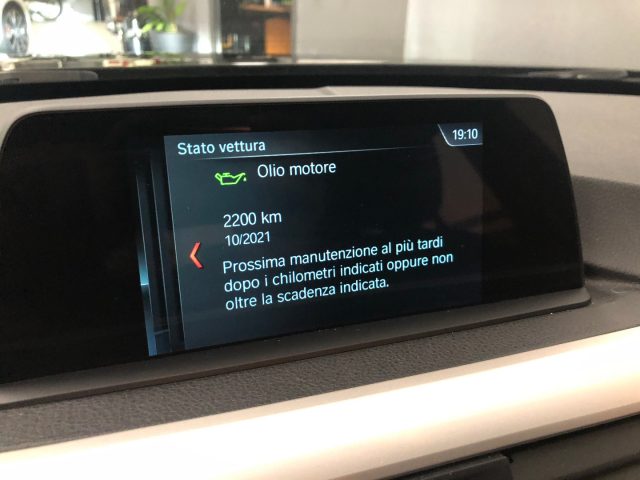 Stato vettura
19:10
Olio motore
2200 km
10/2021
Prossima manutenzione al più tardi
dopo i chilometri indicati oppure non
oltre la scadenza indicata.